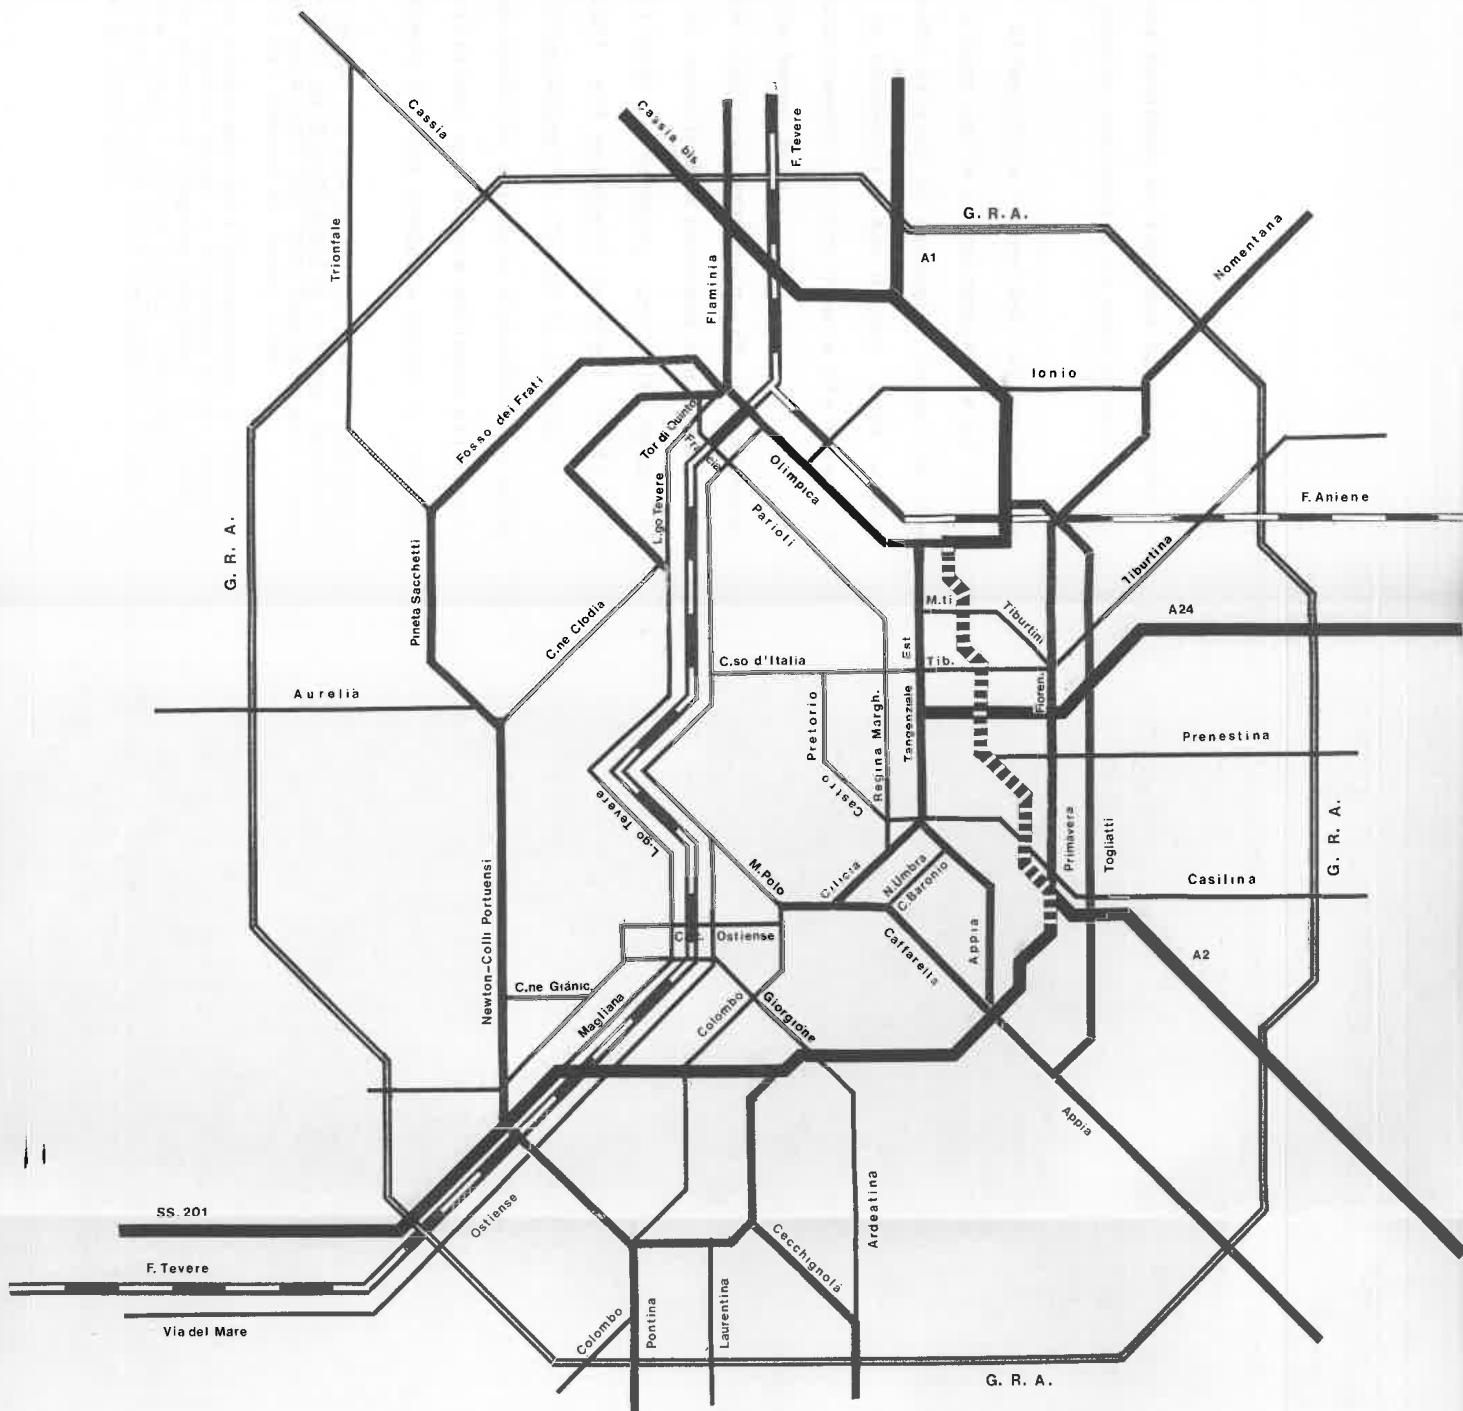 Cassia
Cassia bis
F. Tevere
G. R. A.
Nomentana
Trionfale
Flaminia
A1
Ionio
Fosso dei Frati
Tor di Quinto
Francia
Olimpica
L.go Tevere
Parioli
F. Aniene
Tiburtina
G. R. A.
Pineta Sacchetti
C.ne Clodia
M.ti
Tiburtini
A24
Est
C.so d'Italia
Tib.
Aurelia
Fioren.
Pretorio
Regina Margh.
Tangenziale
Prenestina
Castro
L.go Tevere
Primavera
Togliatti
G. R. A.
M. Polo
Cilicia
N. Umbra
C. Baronio
Casilina
Newton-Colli Portuensi
Ostiense
Caffarella
Appia
A2
C.ne Giánic.
Magliana
Colombo
Giorgione
Appia
SS. 201
Ostiense
Ardeatina
Cecchignola
F. Tevere
Via del Mare
Colombo
Pontina
Laurentina
G. R. A.